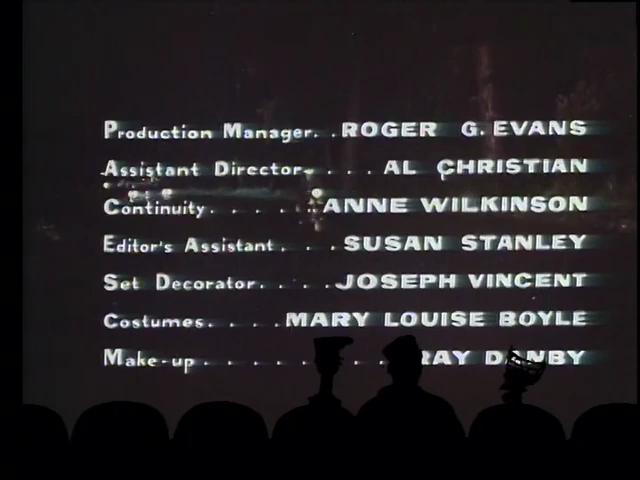 Production Manager. . ROGER G. EVANS
Assistant Director . . . . AL CHRISTIAN
Continuity . . . . . . ANNE WILKINSON
Editor's Assistant . . . SUSAN STANLEY
Set Decorator . . . . JOSEPH VINCENT
Costumes . . . . MARY LOUISE BOYLE
Make-up . . . . . . . . RAY